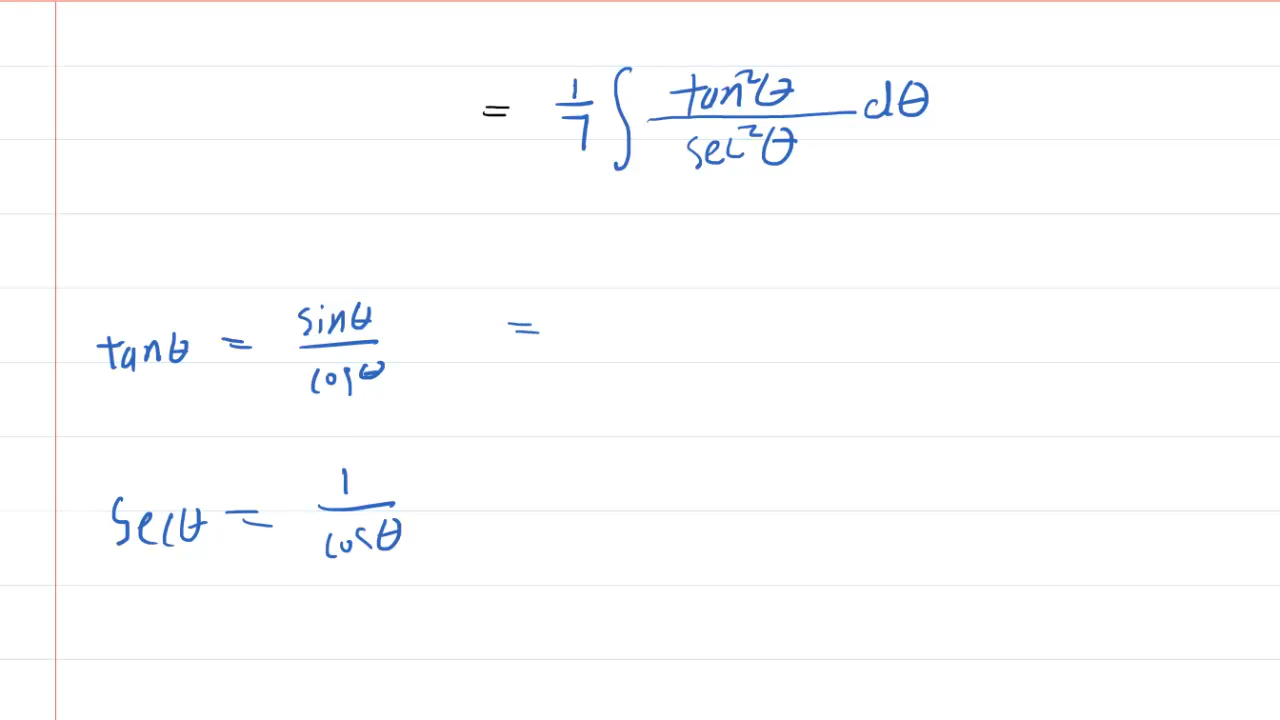 = 1/7 ∫ tan²θ/sec²θ dθ
tanθ = sinθ/cosθ =
secθ = 1/cosθ